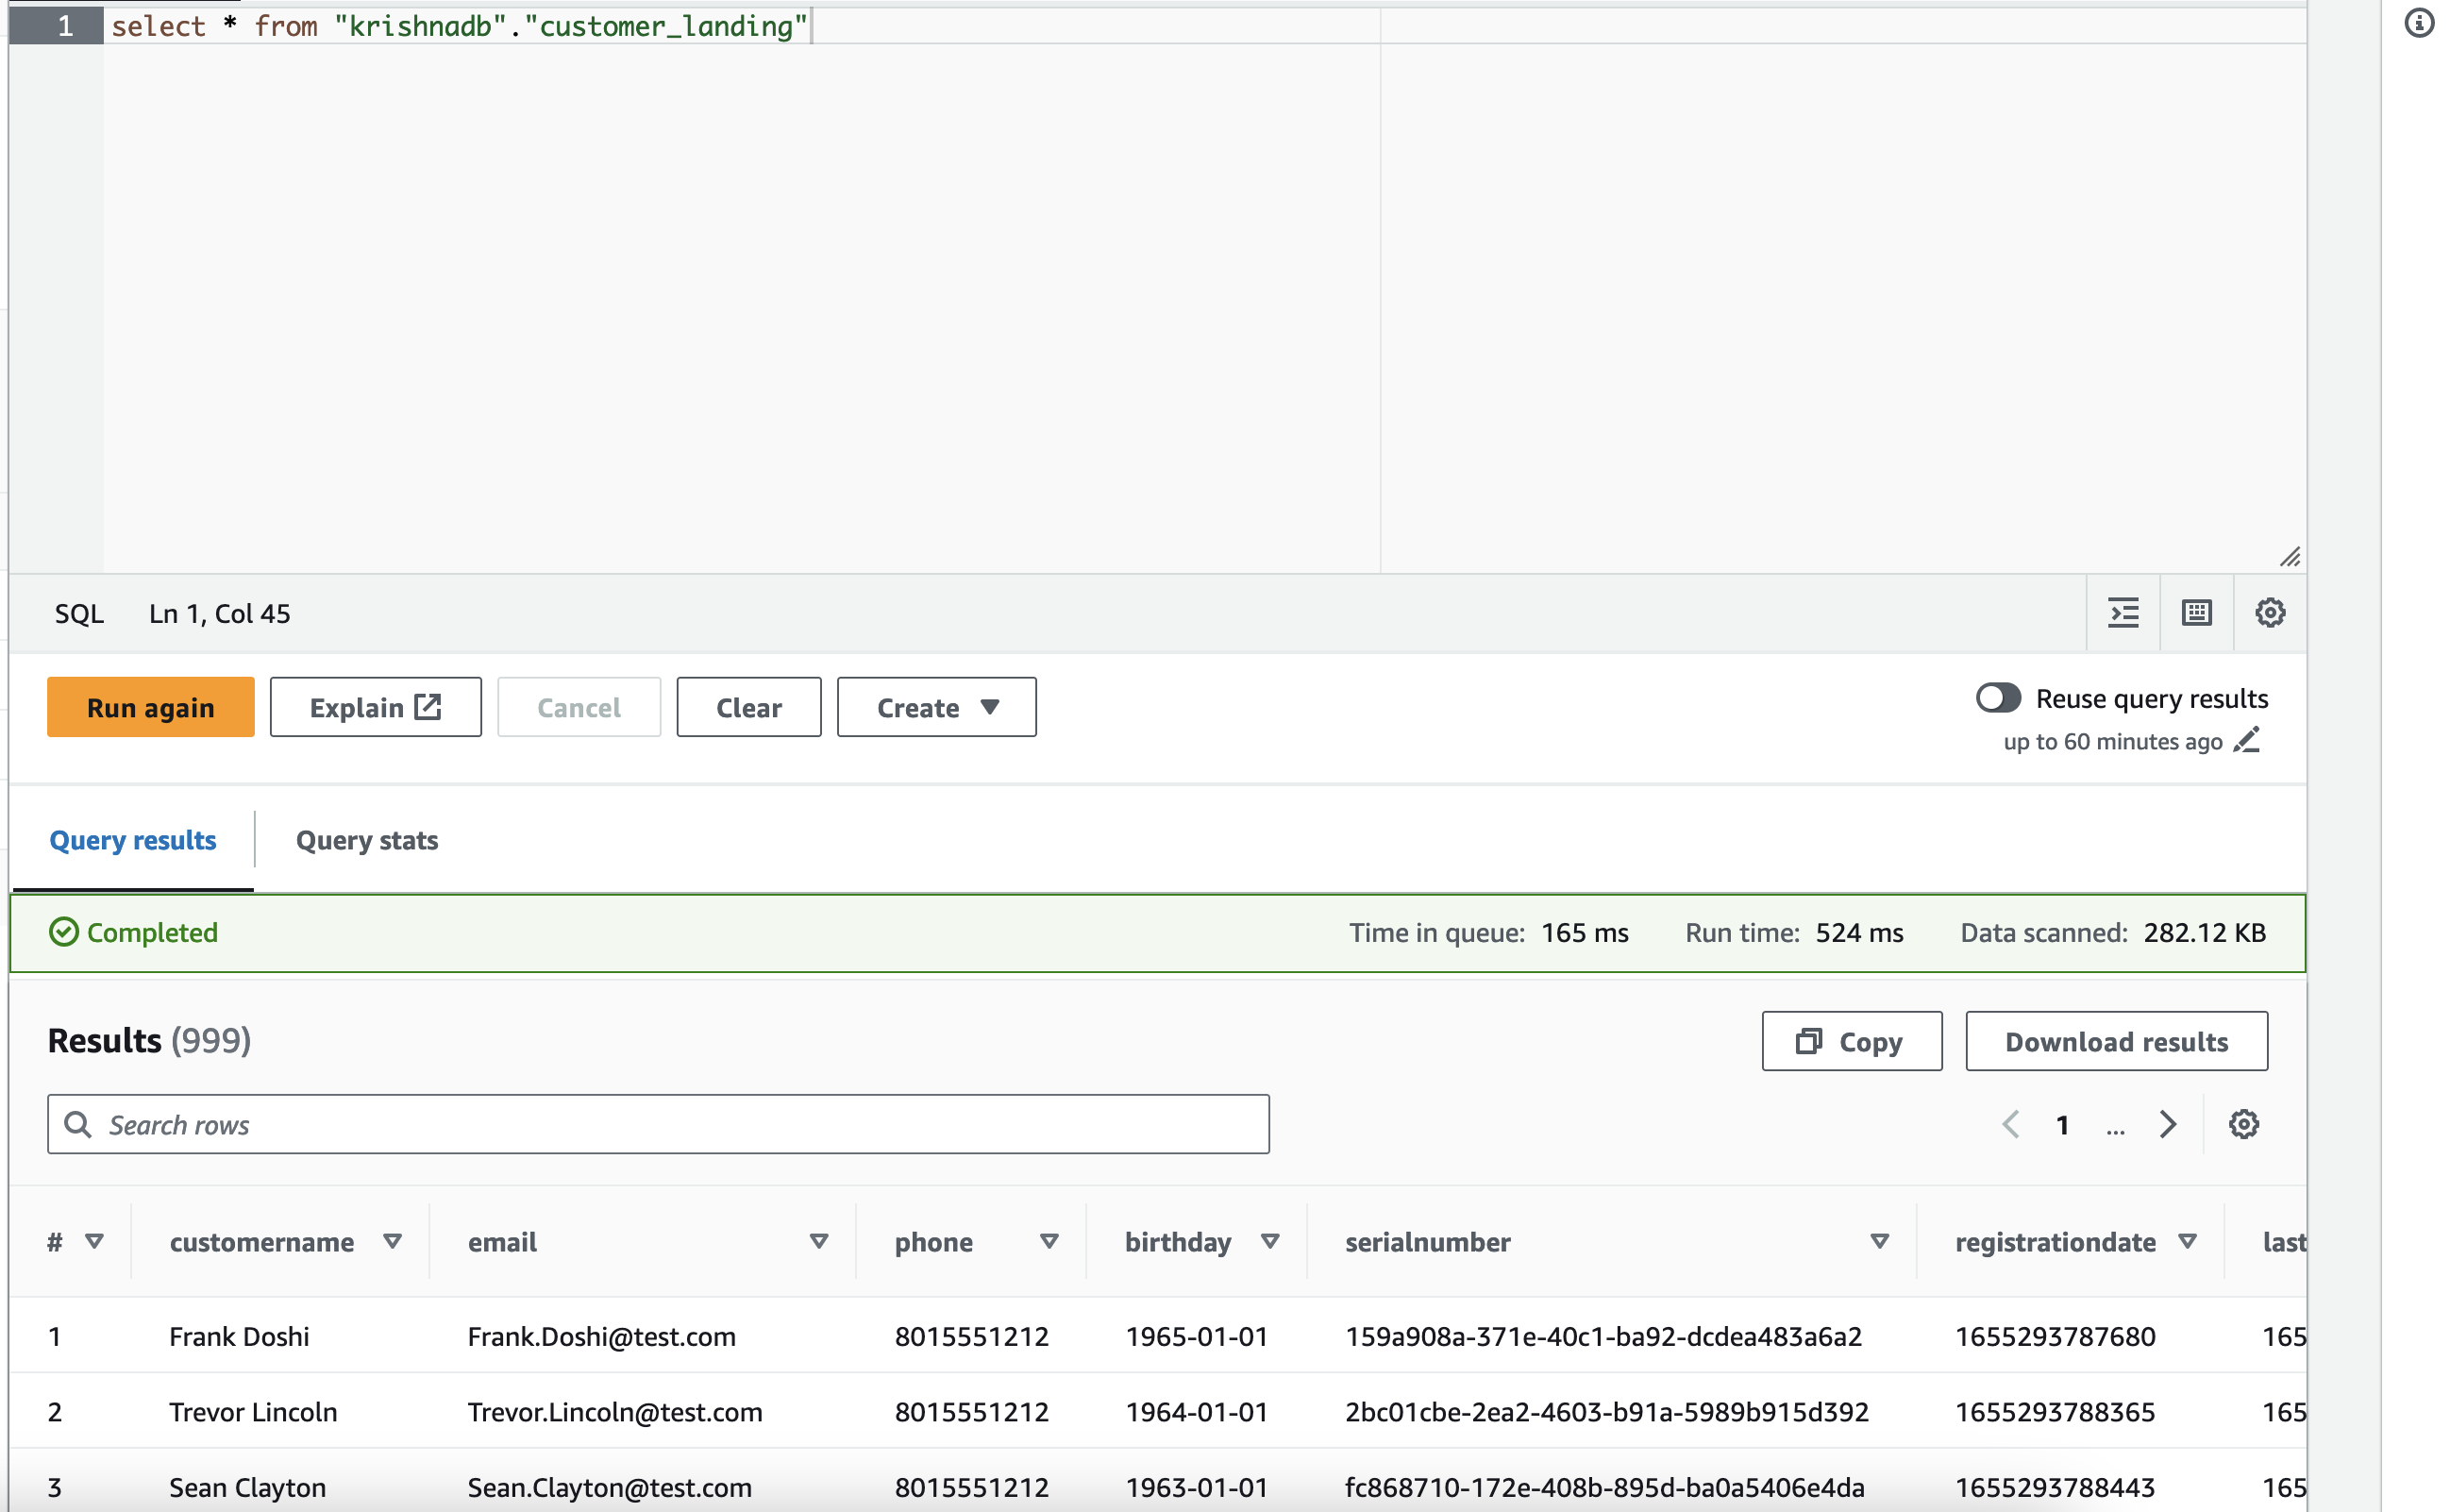 1 select * from "krishnadb"."customer_landing"
SQL Ln 1, Col 45
Run again Explain Cancel Clear Create Reuse query results
up to 60 minutes ago
Query results Query stats
Completed Time in queue: 165 ms Run time: 524 ms Data scanned: 282.12 KB
Results (999) Copy Download results
Search rows 1 ...
# customername email phone birthday serialnumber registrationdate last
1 Frank Doshi Frank.Doshi@test.com 8015551212 1965-01-01 159a908a-371e-40c1-ba92-dcdea483a6a2 1655293787680 165
2 Trevor Lincoln Trevor.Lincoln@test.com 8015551212 1964-01-01 2bc01cbe-2ea2-4603-b91a-5989b915d392 1655293788365 165
3 Sean Clayton Sean.Clayton@test.com 8015551212 1963-01-01 fc868710-172e-408b-895d-ba0a5406e4da 1655293788443 165